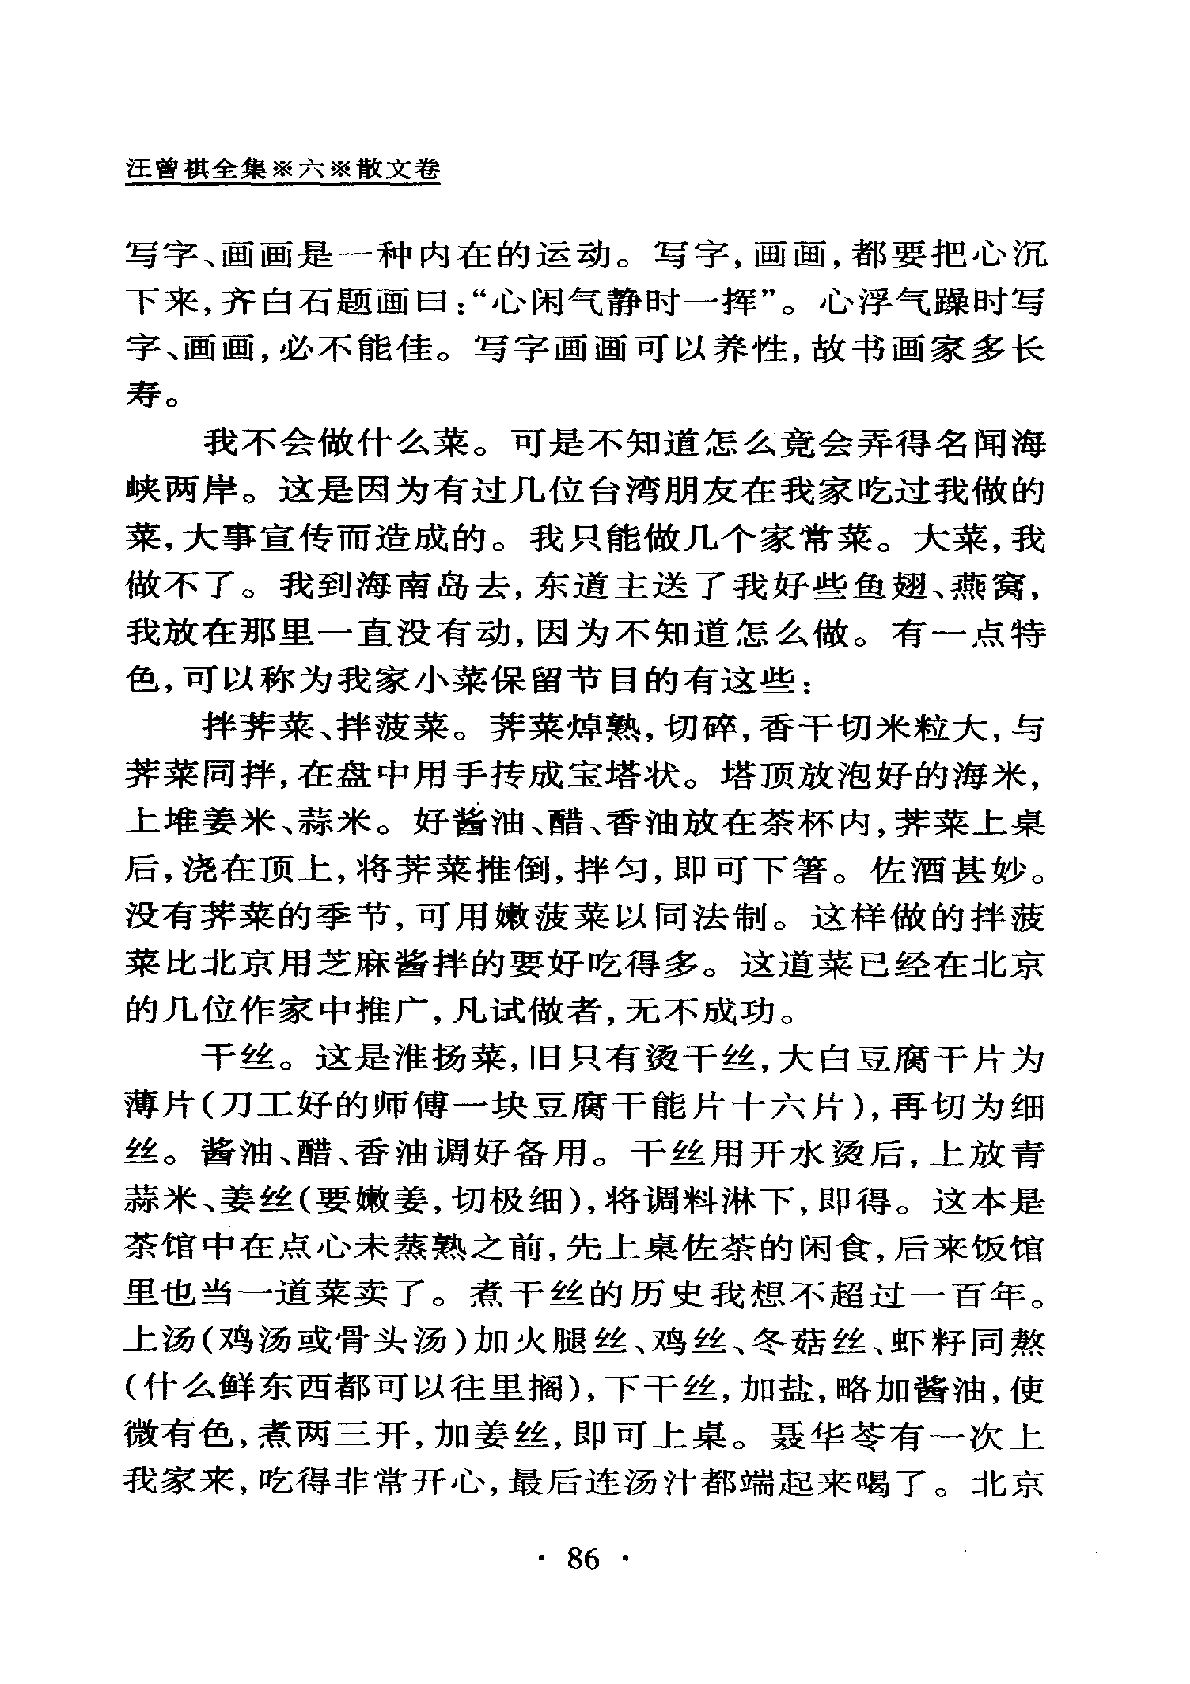 汪曾祺全集※六※散文卷
写字、画画是一种内在的运动。写字,画画,都要把心沉
下来,齐白石题画曰:“心闲气静时一挥”。心浮气躁时写
字、画画,必不能佳。写字画画可以养性,故书画家多长
寿。
我不会做什么菜。可是不知道怎么竟会弄得名闻海
峡两岸。这是因为有过几位台湾朋友在我家吃过我做的
菜,大事宣传而造成的。我只能做几个家常菜。大菜,我
做不了。我到海南岛去,东道主送了我好些鱼翅、燕窝,
我放在那里一直没有动,因为不知道怎么做。有一点特
色,可以称为我家小菜保留节目的有这些:
拌荠菜、拌菠菜。荠菜焯熟,切碎,香干切米粒大,与
荠菜同拌,在盘中用手抟成宝塔状。塔顶放泡好的海米,
上堆姜米、蒜米。好酱油、醋、香油放在茶杯内,荠菜上桌
后,浇在顶上,将荠菜推倒,拌匀,即可下箸。佐酒甚妙。
没有荠菜的季节,可用嫩菠菜以同法制。这样做的拌菠
菜比北京用芝麻酱拌的要好吃得多。这道菜已经在北京
的几位作家中推广,凡试做者,无不成功。
干丝。这是淮扬菜,旧只有烫干丝,大白豆腐干片为
薄片(刀工好的师傅一块豆腐干能片十六片),再切为细
丝。酱油、醋、香油调好备用。干丝用开水烫后,上放青
蒜米、姜丝(要嫩姜,切极细),将调料淋下,即得。这本是
茶馆中在点心未蒸熟之前,先上桌佐茶的闲食,后来饭馆
里也当一道菜卖了。煮干丝的历史我想不超过一百年。
上汤(鸡汤或骨头汤)加火腿丝、鸡丝、冬菇丝、虾籽同熬
(什么鲜东西都可以往里搁),下干丝,加盐,略加酱油,使
微有色,煮两三开,加姜丝,即可上桌。聂华苓有一次上
我家来,吃得非常开心,最后连汤汁都端起来喝了。北京
· 86 ·